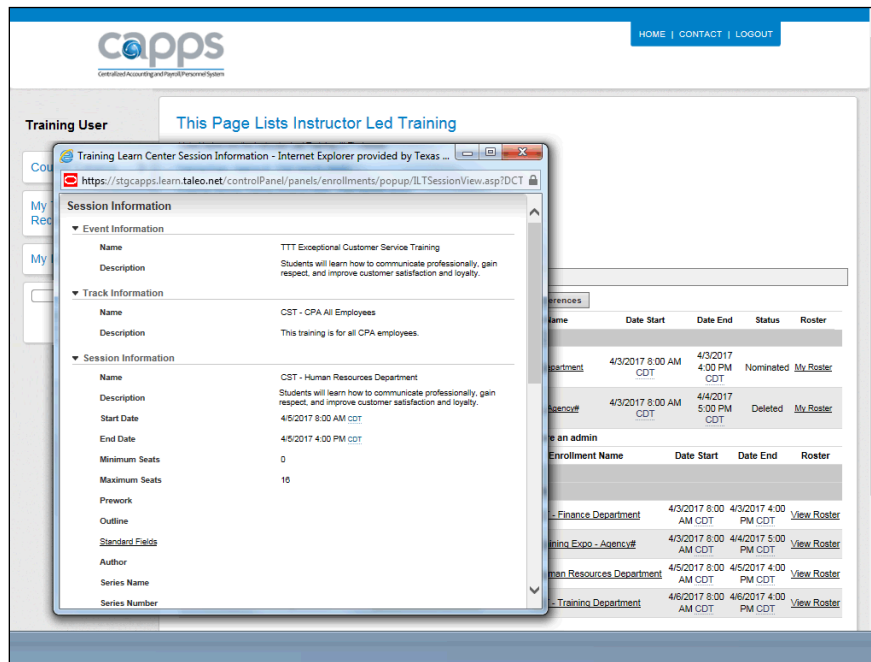 HOME | CONTACT | LOGOUT
capps
Centralized Accounting and Payroll/Personnel System
Training User
This Page Lists Instructor Led Training
Training Learn Center Session Information - Internet Explorer provided by Texas ...
https://stgcapps.learn.taleo.net/controlPanel/panels/enrollments/popup/ILTSessionView.asp?DCT
Cou
My
Rec
My
Session Information
Event Information
Name TTT Exceptional Customer Service Training
Description Students will learn how to communicate professionally, gain
respect, and improve customer satisfaction and loyalty.
Track Information
Name CST - CPA All Employees
Description This training is for all CPA employees.
Session Information
Name CST - Human Resources Department
Description Students will learn how to communicate professionally, gain
respect, and improve customer satisfaction and loyalty.
Start Date 4/5/2017 8:00 AM CDT
End Date 4/5/2017 4:00 PM CDT
Minimum Seats 0
Maximum Seats 16
Prework
Outline
Standard Fields
Author
Series Name
Series Number
erences
Name Date Start Date End Status Roster
epartment 4/3/2017 8:00 AM CDT 4/3/2017 4:00 PM CDT Nominated My Roster
Agency# 4/3/2017 8:00 AM CDT 4/4/2017 5:00 PM CDT Deleted My Roster
e an admin
Enrollment Name Date Start Date End Roster
- Finance Department 4/3/2017 8:00 AM CDT 4/3/2017 4:00 PM CDT View Roster
ining Expo - Agency# 4/3/2017 8:00 AM CDT 4/4/2017 5:00 PM CDT View Roster
man Resources Department 4/5/2017 8:00 AM CDT 4/5/2017 4:00 PM CDT View Roster
- Training Department 4/6/2017 8:00 AM CDT 4/6/2017 4:00 PM CDT View Roster